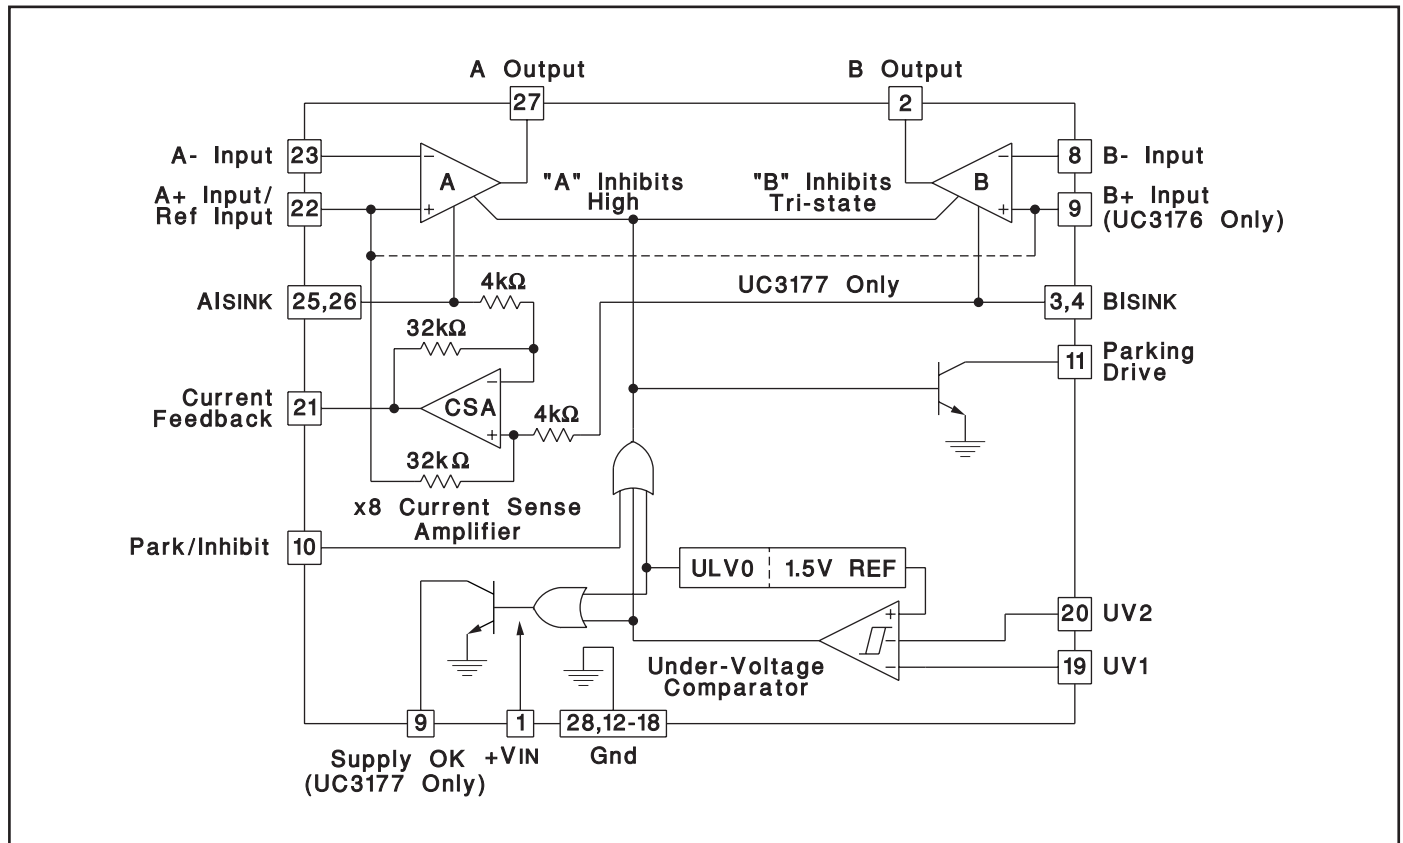 A Output
B Output
27
2
A- Input
23
8
B- Input
A+ Input/
Ref Input
22
9
B+ Input
(UC3176 Only)
−
A
+
"A" Inhibits
High
"B" Inhibits
Tri-state
−
B
+
AISINK
25,26
4kΩ
UC3177 Only
3,4
BISINK
32kΩ
11
Parking
Drive
Current
Feedback
21
−
CSA
+
4kΩ
32kΩ
x8 Current Sense
Amplifier
Park/Inhibit
10
ULV0
1.5V REF
+
−
−
20
UV2
19
UV1
Under-Voltage
Comparator
9
1
28,12-18
Supply OK
(UC3177 Only)
+VIN
Gnd